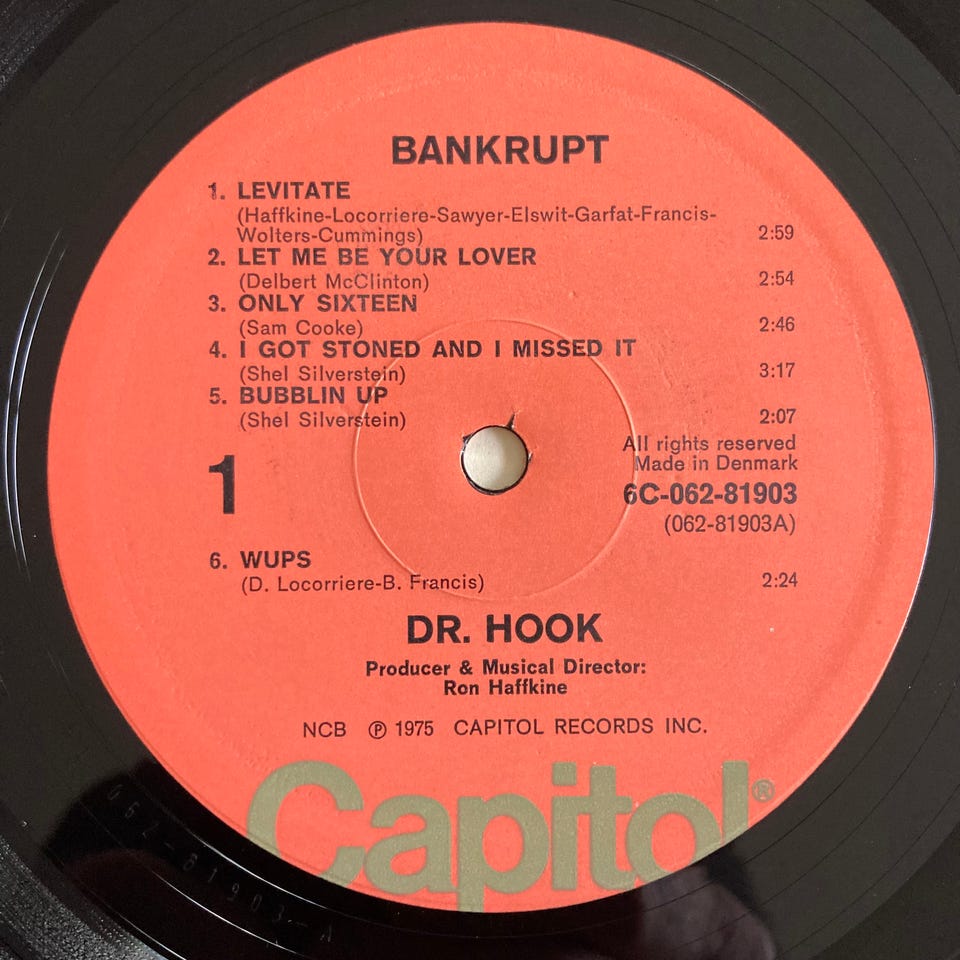 BANKRUPT
1. LEVITATE
(Haffkine-Locorriere-Sawyer-Elswit-Garfat-Francis-
Wolters-Cummings) 2:59
2. LET ME BE YOUR LOVER
(Delbert McClinton) 2:54
3. ONLY SIXTEEN
(Sam Cooke) 2:46
4. I GOT STONED AND I MISSED IT
(Shel Silverstein) 3:17
5. BUBBLIN UP
(Shel Silverstein) 2:07
All rights reserved
Made in Denmark
1
6C-062-81903
(062-81903A)
6. WUPS
(D. Locorriere-B. Francis) 2:24
DR. HOOK
Producer & Musical Director:
Ron Haffkine
NCB ℗ 1975 CAPITOL RECORDS INC.
Capitol®
062-81903-A